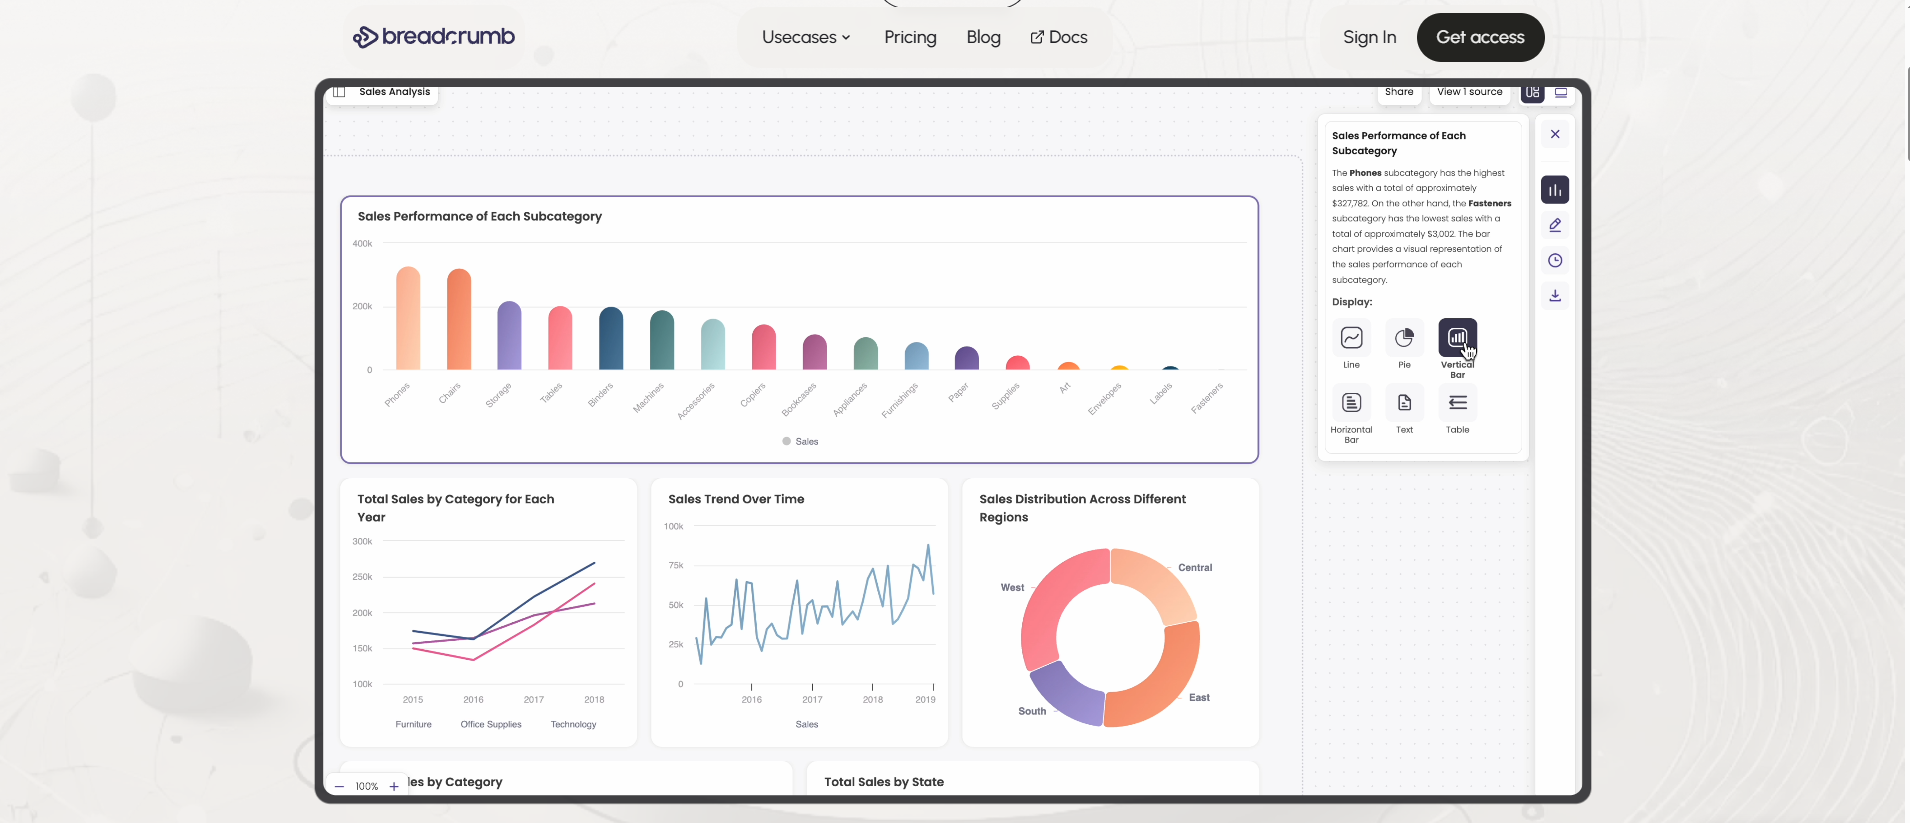 breadcrumb
Usecases
Pricing
Blog
Docs
Sign In
Get access
Sales Analysis
Share
View 1 source
Sales Performance of Each Subcategory
400k
200k
0
Phones
Chairs
Storage
Tables
Binders
Machines
Accessories
Copiers
Bookcases
Appliances
Furnishings
Paper
Supplies
Art
Envelopes
Labels
Fasteners
Sales
Sales Performance of Each
Subcategory
The Phones subcategory has the highest
sales with a total of approximately
$327,782. On the other hand, the Fasteners
subcategory has the lowest sales with a
total of approximately $3,002. The bar
chart provides a visual representation of
the sales performance of each
subcategory.
Display:
Line
Pie
Vertical
Bar
Horizontal
Bar
Text
Table
Total Sales by Category for Each
Year
300k
250k
200k
150k
100k
2015
2016
2017
2018
Furniture
Office Supplies
Technology
Sales Trend Over Time
100k
75k
50k
25k
0
2016
2017
2018
2019
Sales
Sales Distribution Across Different
Regions
Central
West
East
South
les by Category
Total Sales by State
100%